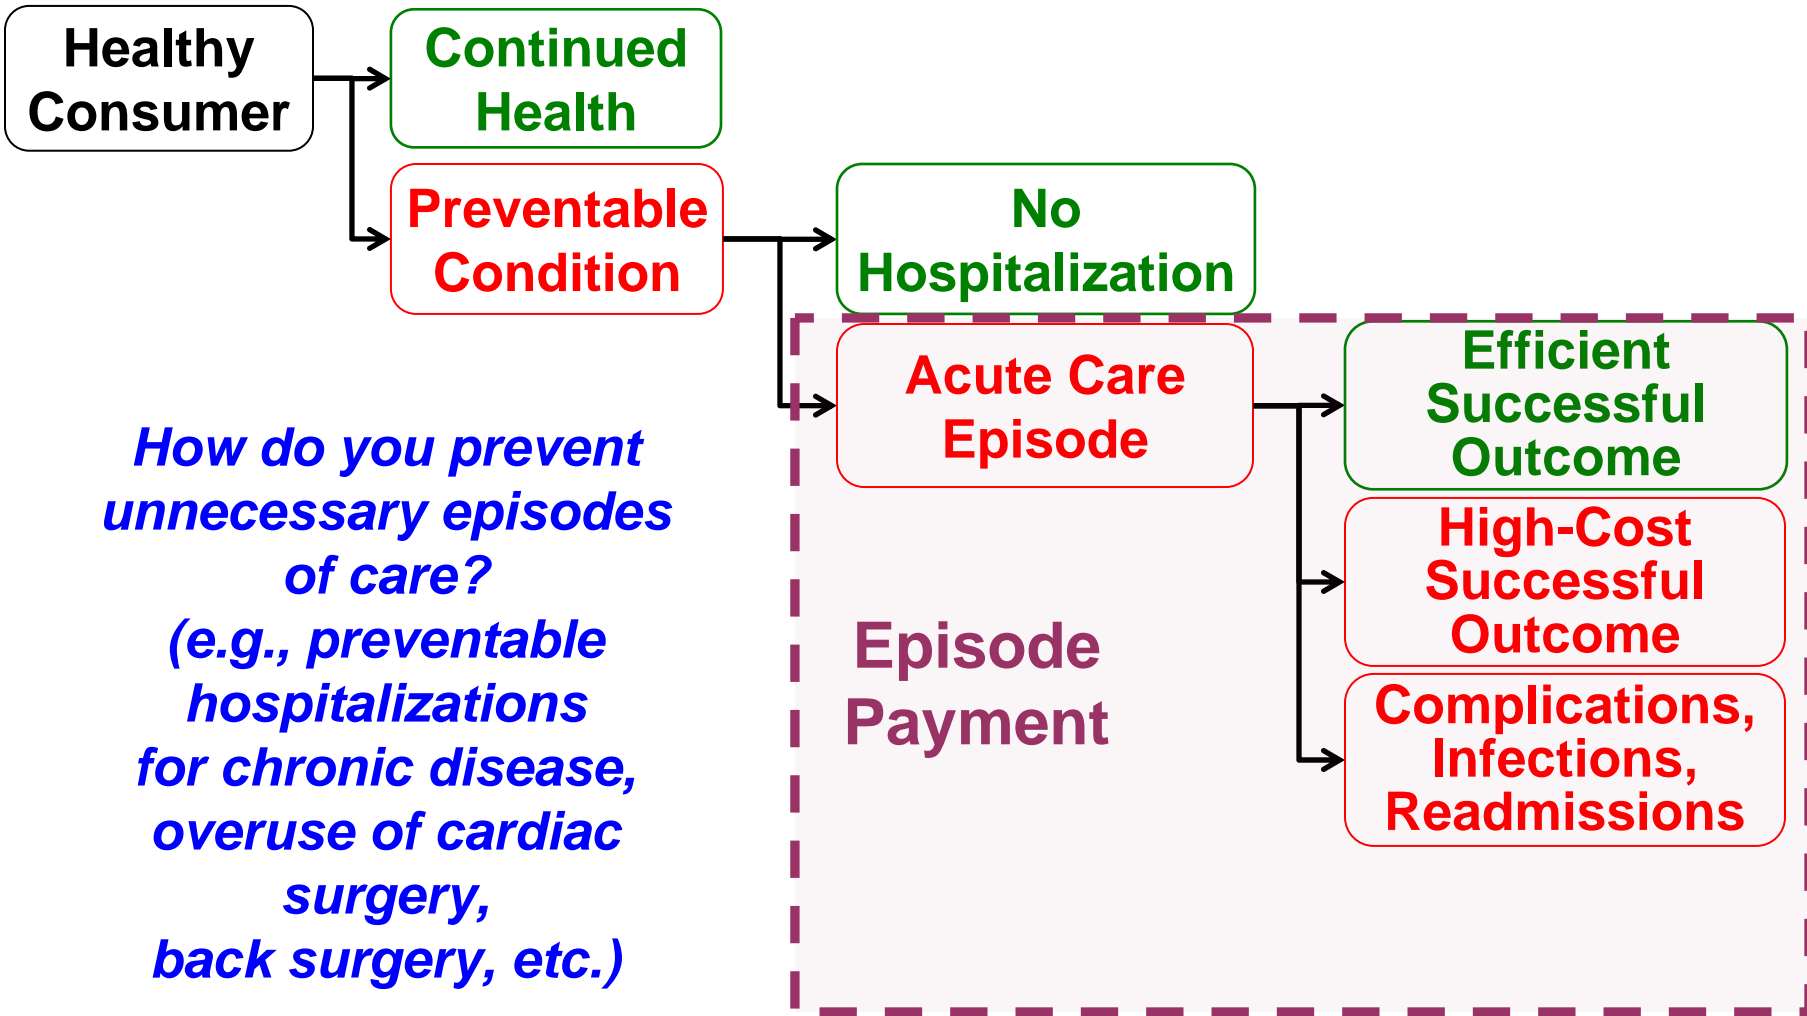 Healthy
Consumer
Continued
Health
Preventable
Condition
No
Hospitalization
Acute Care
Episode
Efficient
Successful
Outcome
High-Cost
Successful
Outcome
Complications,
Infections,
Readmissions
Episode
Payment
How do you prevent
unnecessary episodes
of care?
(e.g., preventable
hospitalizations
for chronic disease,
overuse of cardiac
surgery,
back surgery, etc.)